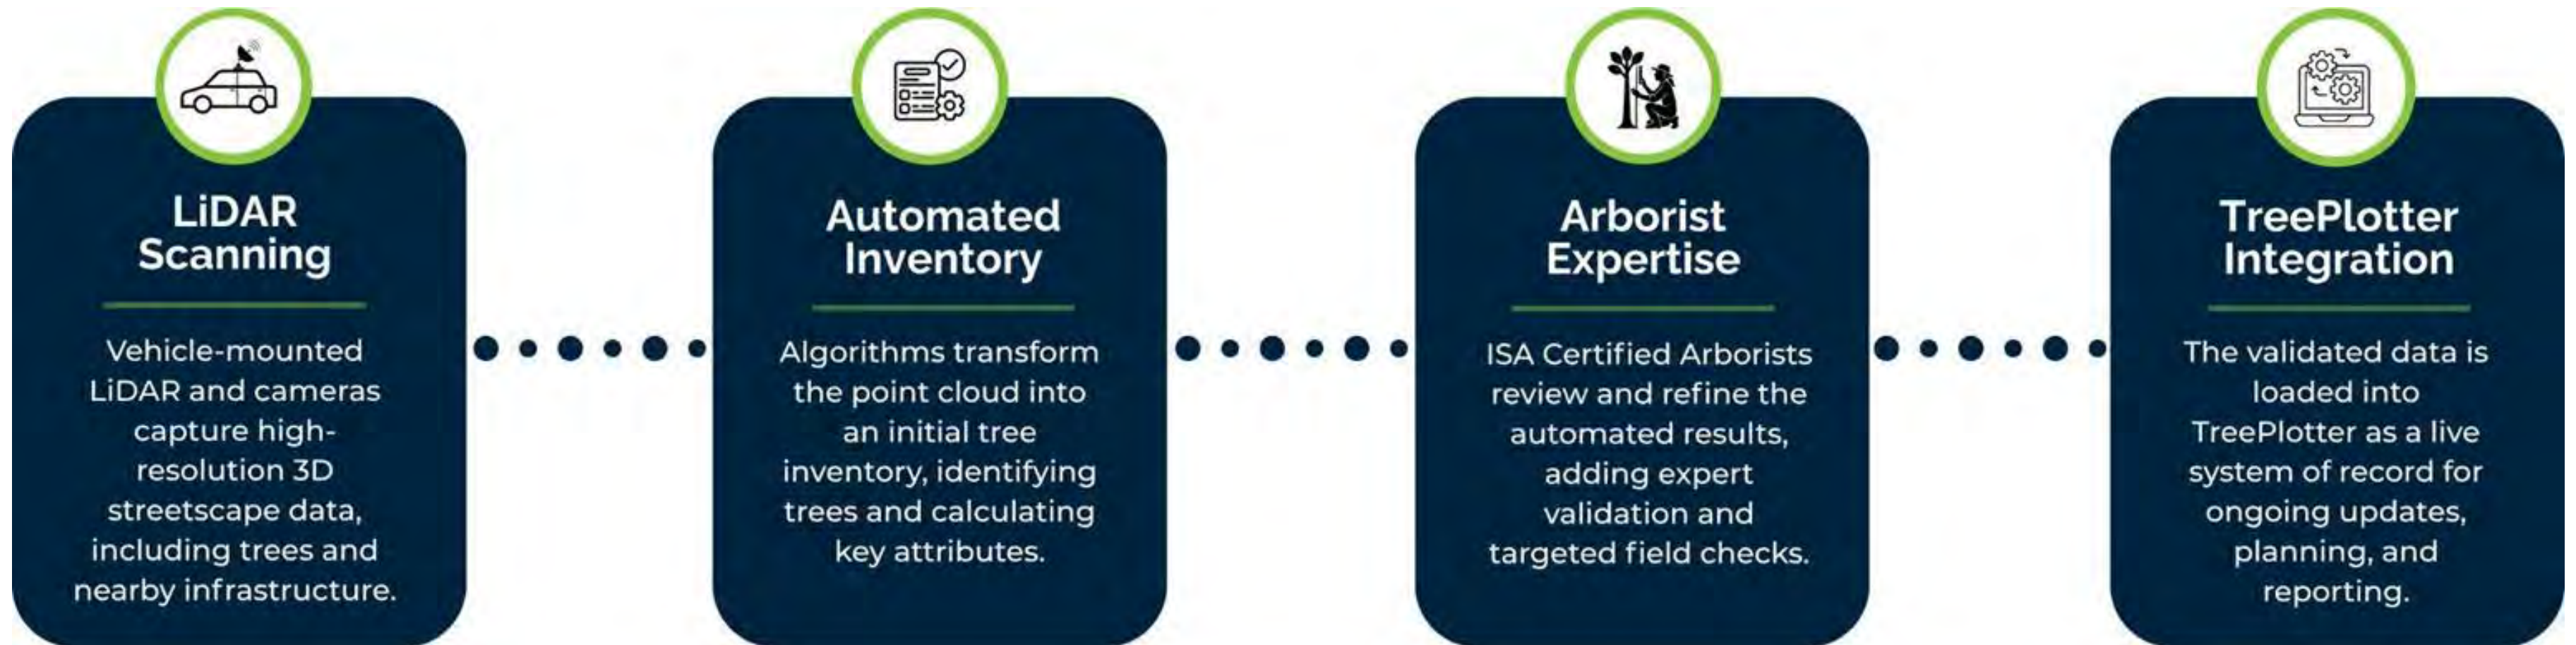 LiDAR
Scanning
Vehicle-mounted
LiDAR and cameras
capture high-
resolution 3D
streetscape data,
including trees and
nearby infrastructure.
Automated
Inventory
Algorithms transform
the point cloud into
an initial tree
inventory, identifying
trees and calculating
key attributes.
Arborist
Expertise
ISA Certified Arborists
review and refine the
automated results,
adding expert
validation and
targeted field checks.
TreePlotter
Integration
The validated data is
loaded into
TreePlotter as a live
system of record for
ongoing updates,
planning, and
reporting.